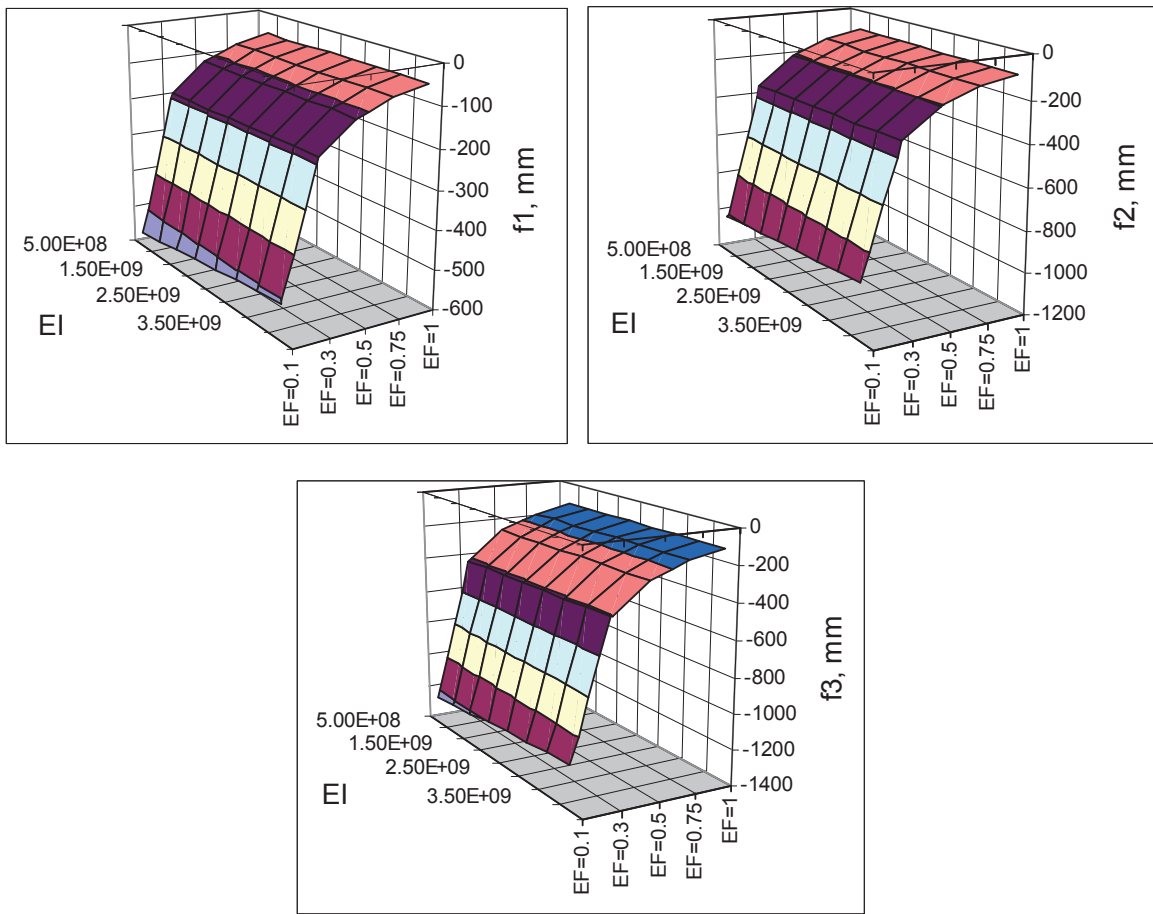 0
-100
-200
-300
-400
-500
-600
f1, mm
5.00E+08
1.50E+09
2.50E+09
3.50E+09
EI
EF=0.1
EF=0.3
EF=0.5
EF=0.75
EF=1
0
-200
-400
-600
-800
-1000
-1200
f2, mm
5.00E+08
1.50E+09
2.50E+09
3.50E+09
EI
EF=0.1
EF=0.3
EF=0.5
EF=0.75
EF=1
0
-200
-400
-600
-800
-1000
-1200
-1400
f3, mm
5.00E+08
1.50E+09
2.50E+09
3.50E+09
EI
EF=0.1
EF=0.3
EF=0.5
EF=0.75
EF=1